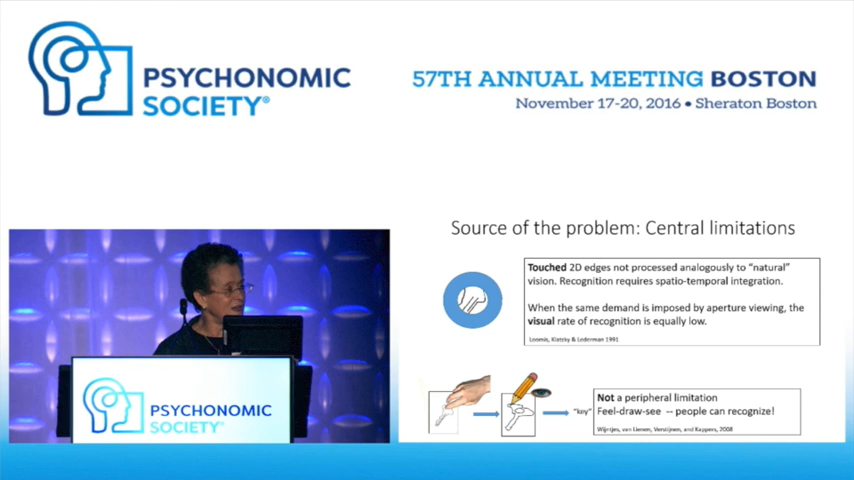 PSYCHONOMIC
SOCIETY®
57TH ANNUAL MEETING BOSTON
November 17-20, 2016 • Sheraton Boston
Source of the problem: Central limitations
Touched 2D edges not processed analogously to “natural”
vision. Recognition requires spatio-temporal integration.
When the same demand is imposed by aperture viewing, the
visual rate of recognition is equally low.
Loomis, Klatzky & Lederman 1991
"key"
Not a peripheral limitation
Feel-draw-see -- people can recognize!
Wijntjes, van Lienen, Verstijnen, and Kappers, 2008
PSYCHONOMIC
SOCIETY®